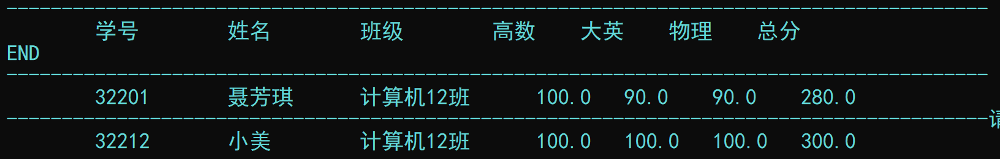 -----------------------------------------------------------------------------------------
学号 姓名 班级 高数 大英 物理 总分
END
-----------------------------------------------------------------------------------------
32201 聂芳琪 计算机12班 100.0 90.0 90.0 280.0
-----------------------------------------------------------------------------------------请
32212 小美 计算机12班 100.0 100.0 100.0 300.0